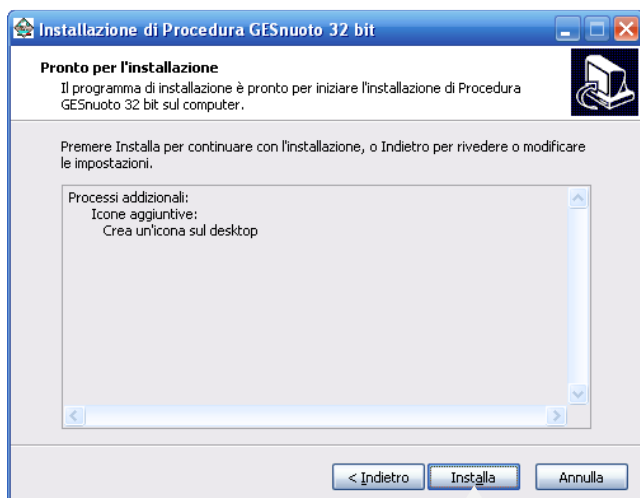 Installazione di Procedura GESnuoto 32 bit
Pronto per l'installazione
Il programma di installazione è pronto per iniziare l'installazione di Procedura
GESnuoto 32 bit sul computer.
Premere Installa per continuare con l'installazione, o Indietro per rivedere o modificare
le impostazioni.
Processi addizionali:
Icone aggiuntive:
Crea un'icona sul desktop
< Indietro
Installa
Annulla